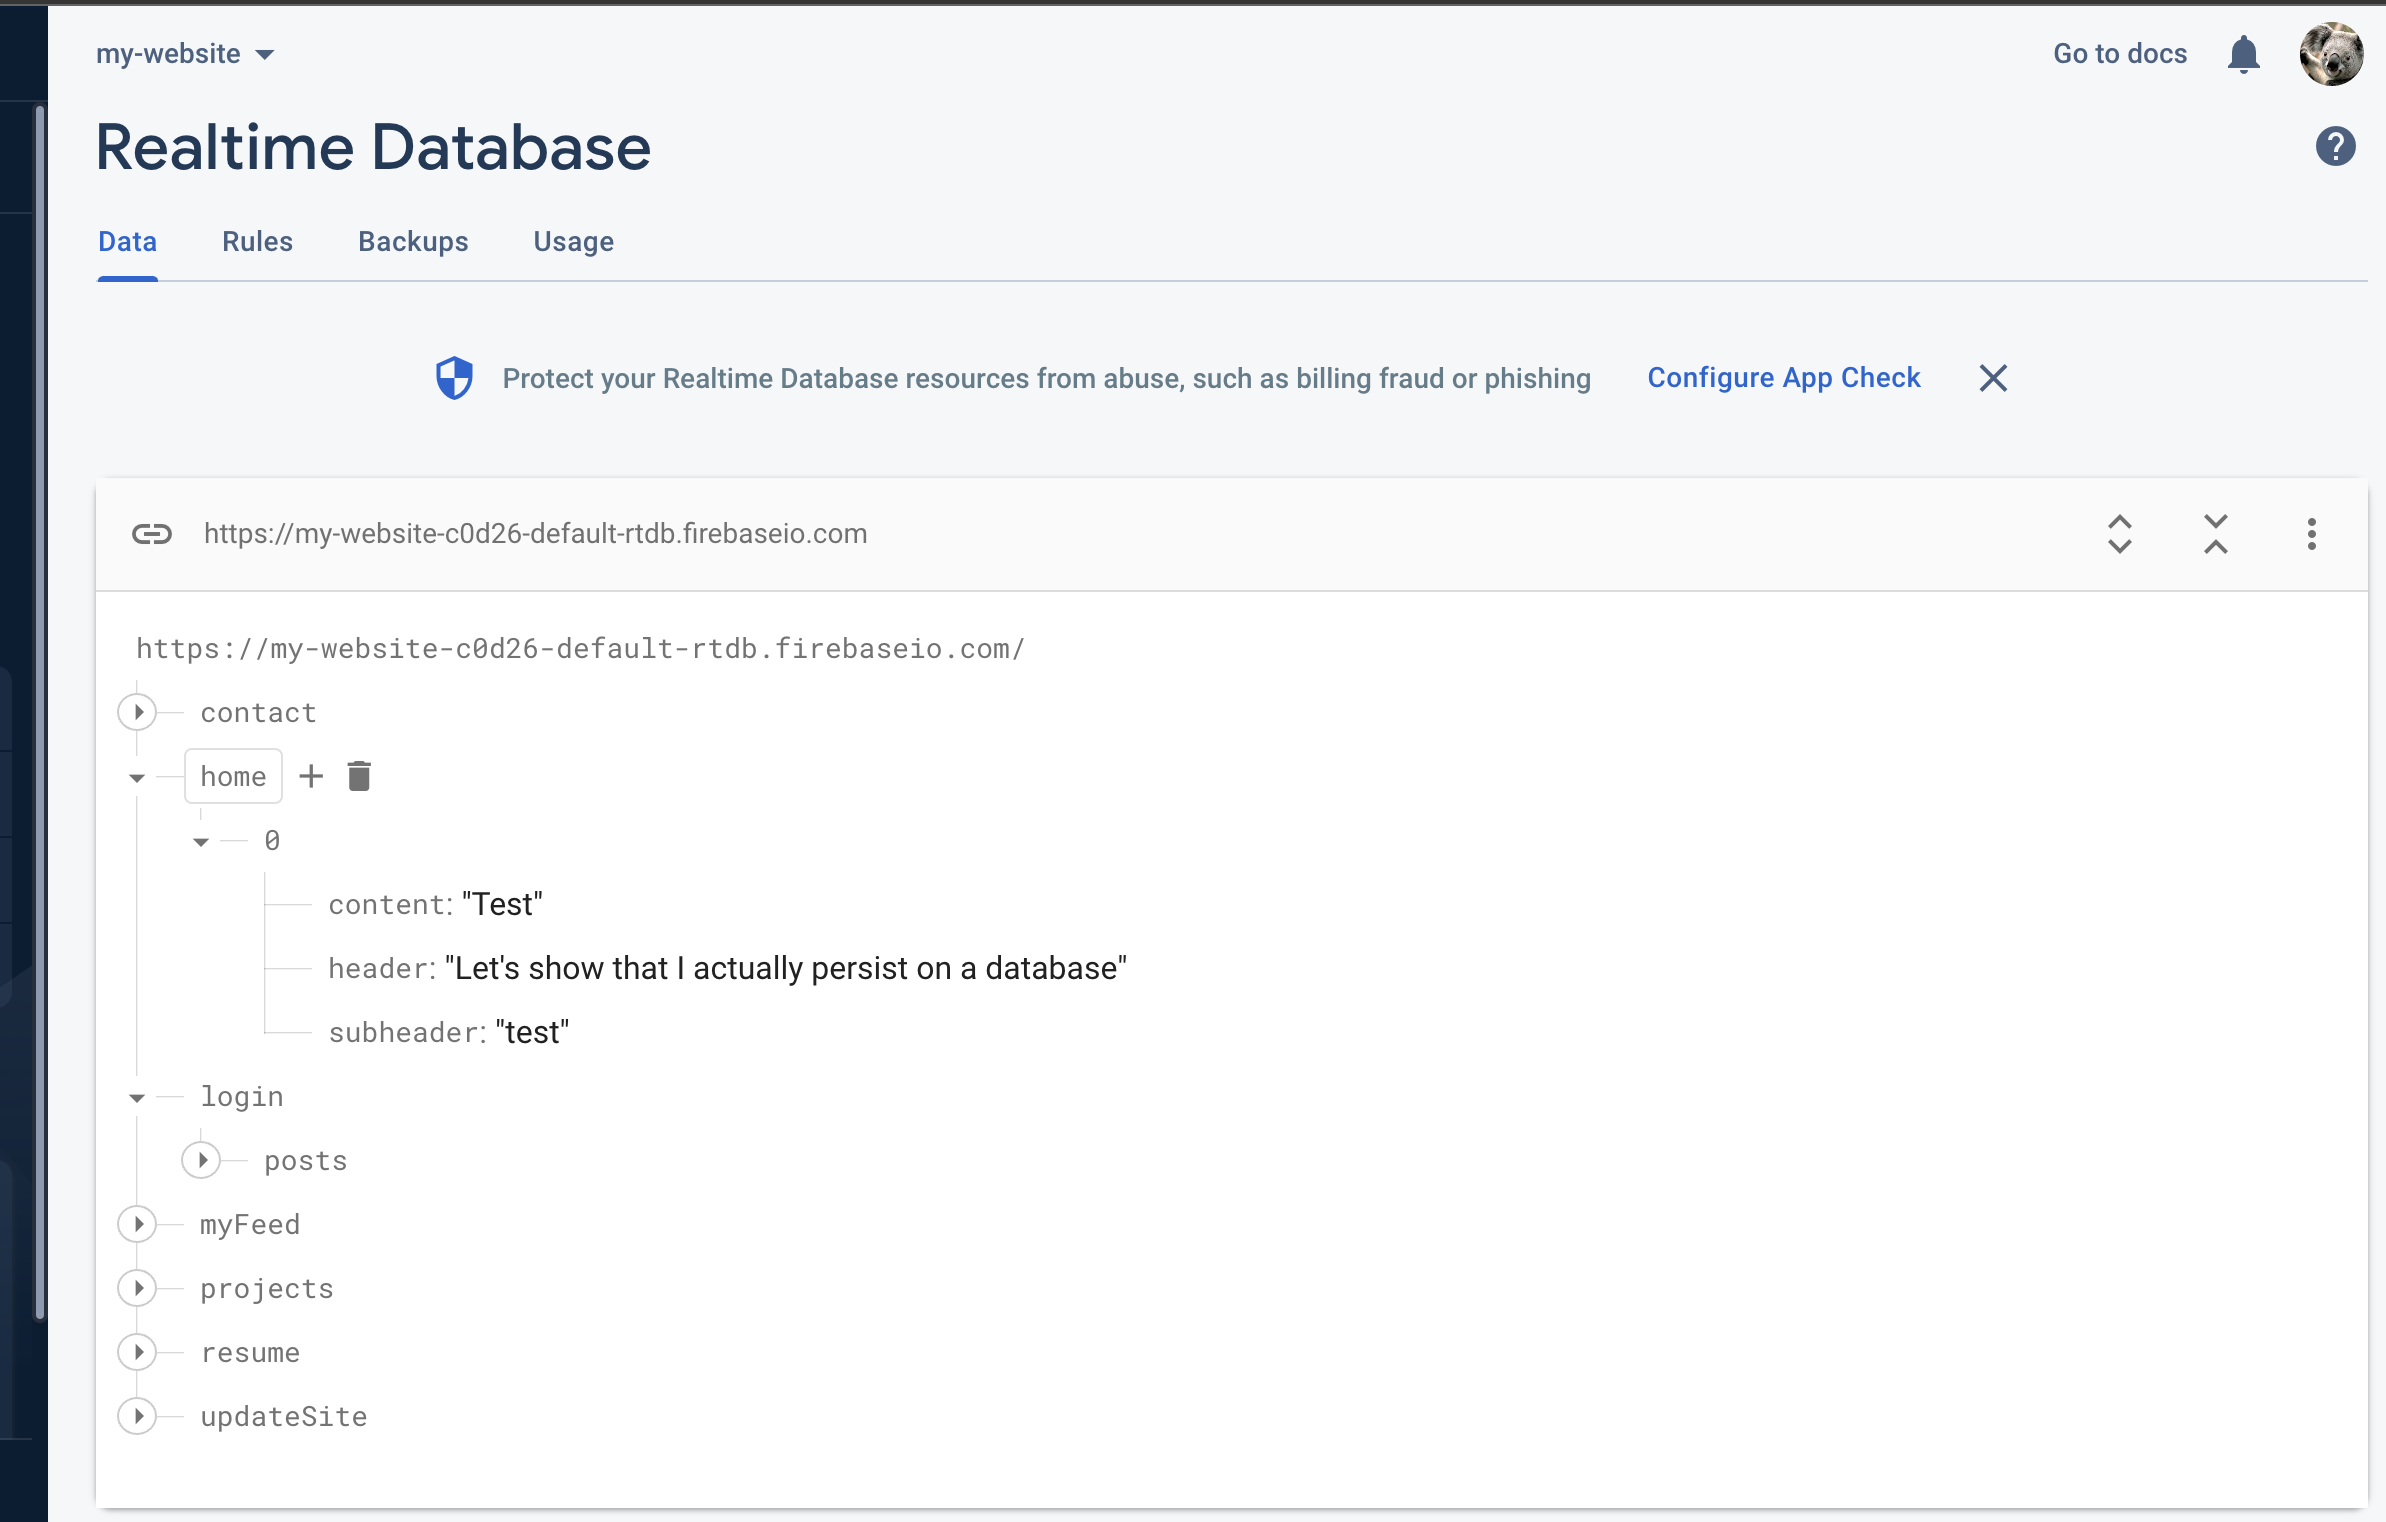 my-website
Go to docs
Realtime Database
?
Data Rules Backups Usage
Protect your Realtime Database resources from abuse, such as billing fraud or phishing Configure App Check
https://my-website-c0d26-default-rtdb.firebaseio.com
https://my-website-c0d26-default-rtdb.firebaseio.com/
contact
home
0
content: "Test"
header: "Let's show that I actually persist on a database"
subheader: "test"
login
posts
myFeed
projects
resume
updateSite